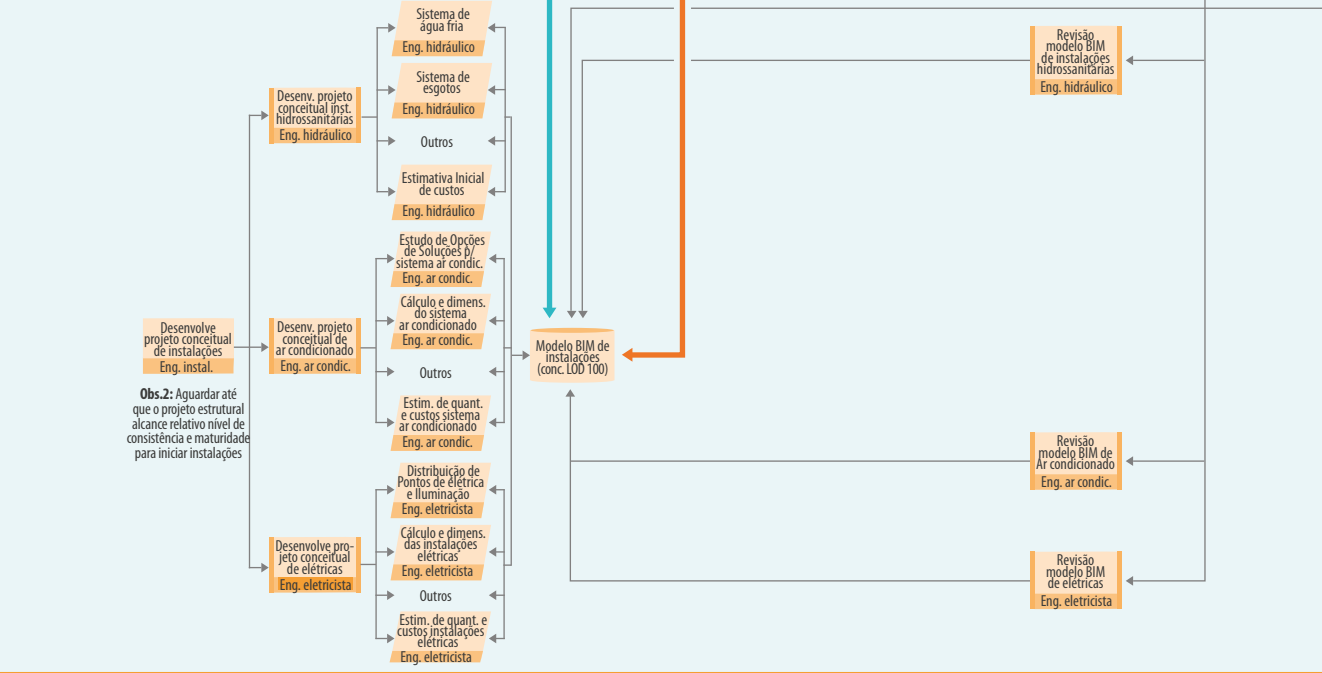 Sistema de
água fria
Eng. hidráulico
Sistema de
esgotos
Eng. hidráulico
Outros
Estimativa Inicial
de custos
Eng. hidráulico
Desenv. projeto
conceitual inst.
hidrossanitárias
Eng. hidráulico
Revisão
modelo BIM
de instalações
hidrossanitárias
Eng. hidráulico
Estudo de Opções
de Soluções p/
sistema ar condic.
Eng. ar condic.
Cálculo e dimens.
do sistema
ar condicionado
Eng. ar condic.
Outros
Estim. de quant.
e custos sistema
ar condicionado
Eng. ar condic.
Desenvolve
projeto conceitual
de instalações
Eng. instal.
Desenv. projeto
conceitual de
ar condicionado
Eng. ar condic.
Modelo BIM de
instalações
(conc. LOD 100)
Obs.2: Aguardar até
que o projeto estrutural
alcance relativo nível de
consistência e maturidade
para iniciar instalações
Revisão
modelo BIM de
Ar condicionado
Eng. ar condic.
Distribuição de
Pontos de elétrica
e Iluminação
Eng. eletricista
Cálculo e dimens.
das instalações
elétricas
Eng. eletricista
Outros
Estim. de quant. e
custos instalações
elétricas
Eng. eletricista
Desenvolve pro-
jeto conceitual
de elétricas
Eng. eletricista
Revisão
modelo BIM
de elétricas
Eng. eletricista